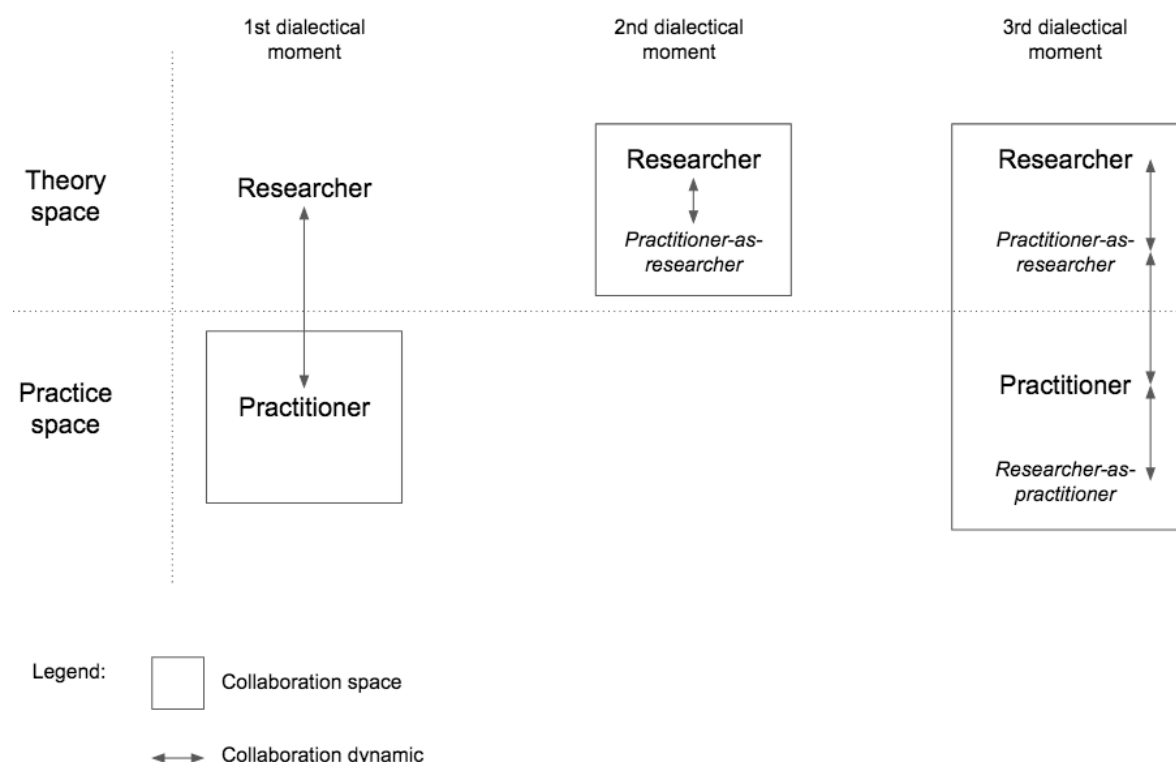 1st dialectical
moment
2nd dialectical
moment
3rd dialectical
moment
Theory
space
Researcher
Researcher
Practitioner-as-
researcher
Researcher
Practitioner-as-
researcher
Practice
space
Practitioner
Practitioner
Researcher-as-
practitioner
Legend:
Collaboration space
Collaboration dynamic